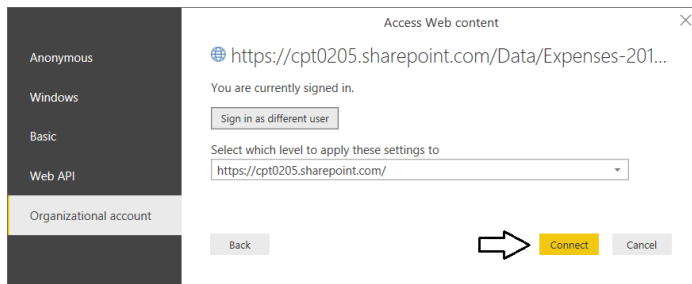 Access Web content
Anonymous
Windows
Basic
Web API
Organizational account
https://cpt0205.sharepoint.com/Data/Expenses-201...
You are currently signed in.
Sign in as different user
Select which level to apply these settings to
https://cpt0205.sharepoint.com/
Back
Connect
Cancel